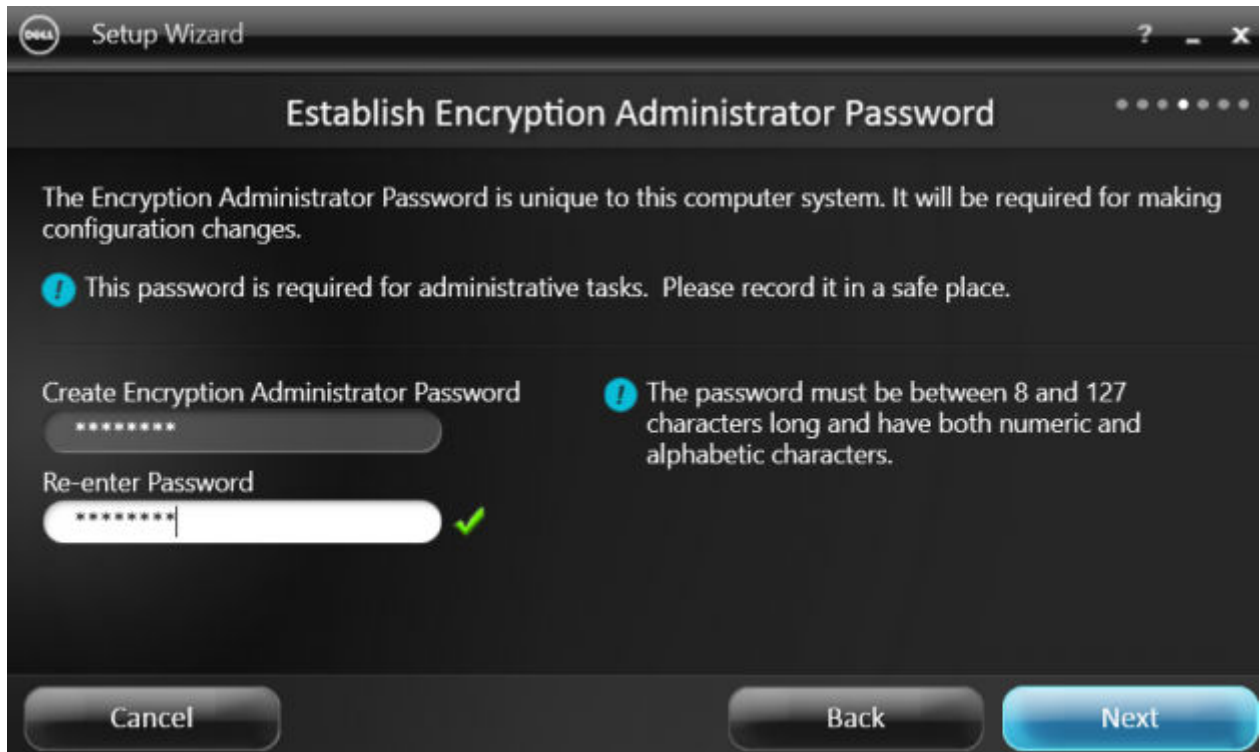 DELL Setup Wizard ? _ x
Establish Encryption Administrator Password
The Encryption Administrator Password is unique to this computer system. It will be required for making
configuration changes.
! This password is required for administrative tasks. Please record it in a safe place.
Create Encryption Administrator Password
********
Re-enter Password
********
! The password must be between 8 and 127
characters long and have both numeric and
alphabetic characters.
Cancel
Back
Next